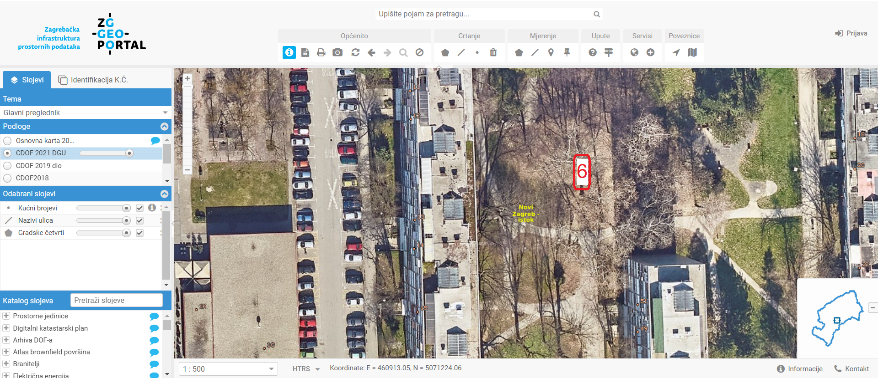 Zagrebačka
infrastruktura
prostornih podataka
ZG
-GEO-
PORTAL
Upišite pojam za pretragu...
Prijava
Općenito
Crtanje
Mjerenje
Upute
Servisi
Poveznice
Slojevi
Identifikacija K.Č.
Tema
Glavni preglednik
Podloge
Osnovna karta 20...
CDOF 2021 DGU
CDOF 2019 dio
CDOF2018
Odabrani slojevi
Kućni brojevi
Nazivi ulica
Gradske četvrti
Katalog slojeva
Pretraži slojeve
Prostorne jedinice
Digitalni katastarski plan
Arhiva DOF-a
Atlas brownfield površina
Branitelji
Električna energija
6
Novi
Zagreb -
istok
1 : 500
HTRS
Koordinate: E = 460913.05, N = 5071224.06
Informacije
Kontakt